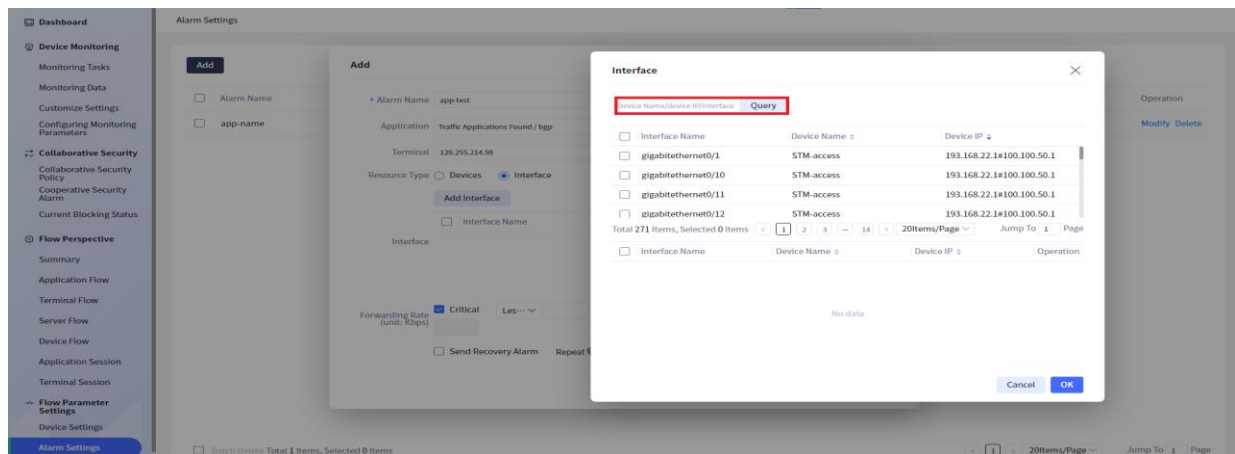 Dashboard
Device Monitoring
Monitoring Tasks
Monitoring Data
Customize Settings
Configuring Monitoring
Parameters
Collaborative Security
Collaborative Security
Policy
Cooperative Security
Alarm
Current Blocking Status
Flow Perspective
Summary
Application Flow
Terminal Flow
Server Flow
Device Flow
Application Session
Terminal Session
Flow Parameter
Settings
Device Settings
Alarm Settings
Alarm Settings
Add
Alarm Name
Operation
app-name
Modify Delete
Batch Delete Total 1 Items, Selected 0 Items
1
20Items/Page
Jump To 1 Page
Add
* Alarm Name app-test
Application Traffic Applications Found / bgp
Terminal 129.255.214.98
Resource Type Devices Interface
Add Interface
Interface Name
Interface
Forwarding Rate
(unit: Kbps)
Critical Les···
Send Recovery Alarm Repeat
Interface
Device Name/device IP/Interface Query
Interface Name Device Name Device IP
gigabitethernet0/1 STM-access 193.168.22.1#100.100.50.1
gigabitethernet0/10 STM-access 193.168.22.1#100.100.50.1
gigabitethernet0/11 STM-access 193.168.22.1#100.100.50.1
gigabitethernet0/12 STM-access 193.168.22.1#100.100.50.1
Total 271 Items, Selected 0 Items < 1 2 3 ··· 14 > 20Items/Page Jump To 1 Page
Interface Name Device Name Device IP Operation
No data
Cancel OK